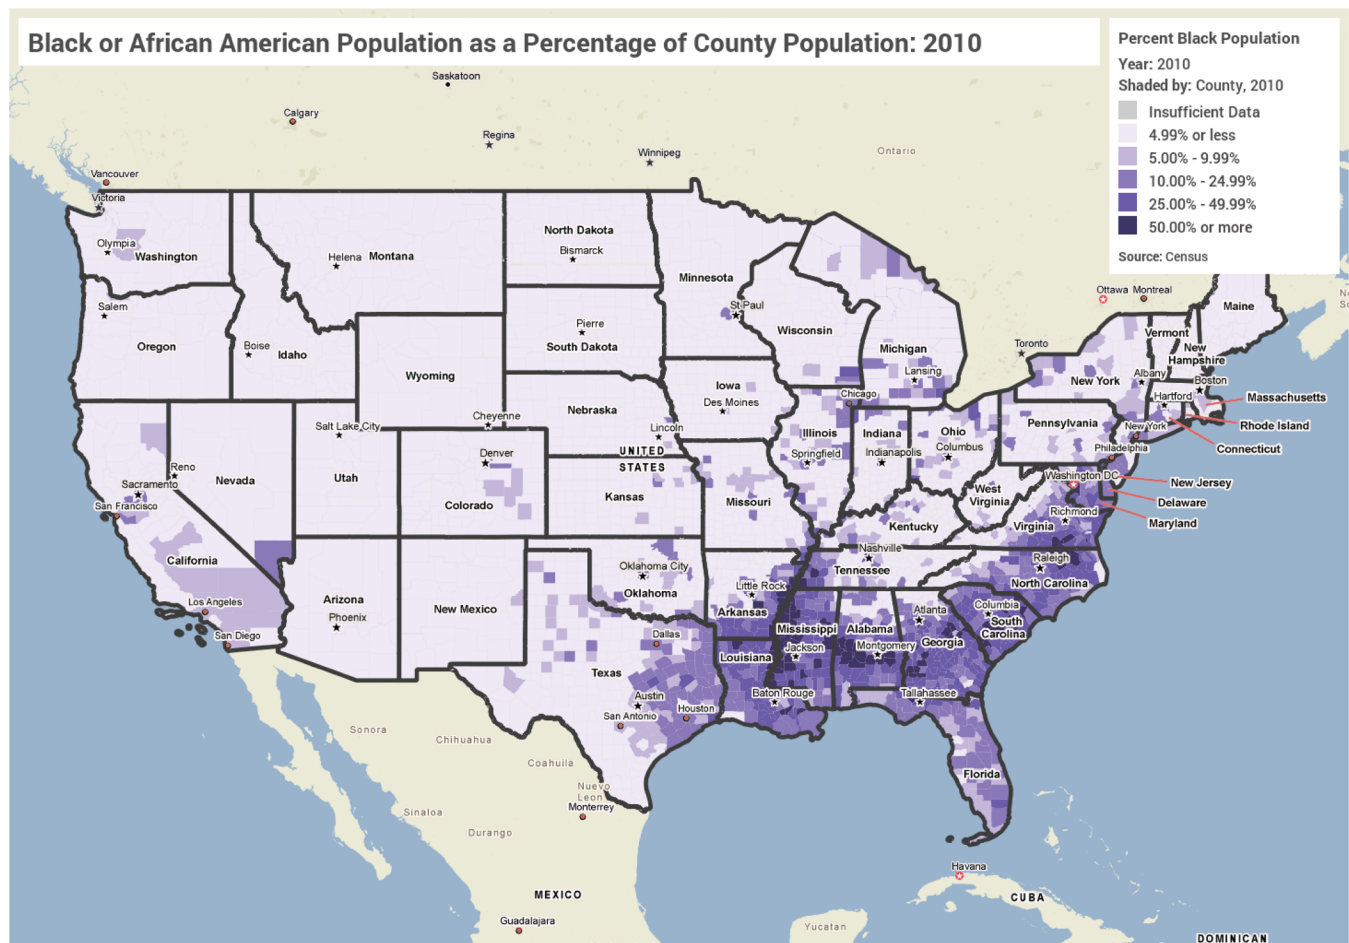 Black or African American Population as a Percentage of County Population: 2010
Percent Black Population
Year: 2010
Shaded by: County, 2010
Insufficient Data
4.99% or less
5.00% - 9.99%
10.00% - 24.99%
25.00% - 49.99%
50.00% or more
Source: Census
Saskatoon
Calgary
Regina
Winnipeg
Ontario
Vancouver
Victoria
Olympia
Washington
Helena
Montana
North Dakota
Bismarck
Minnesota
St Paul
Ottawa
Montreal
Maine
Salem
Oregon
Boise
Idaho
Pierre
South Dakota
Wisconsin
Michigan
Lansing
Toronto
Vermont
New
Hampshire
Wyoming
Iowa
Des Moines
Chicago
New York
Albany
Boston
Hartford
Massachusetts
Rhode Island
Connecticut
Cheyenne
Nebraska
Lincoln
Salt Lake City
Reno
Nevada
Utah
Denver
Colorado
UNITED
STATES
Kansas
Missouri
Illinois
Springfield
Indiana
Indianapolis
Ohio
Columbus
Pennsylvania
New York
Philadelphia
Washington DC
New Jersey
Delaware
Maryland
West
Virginia
Richmond
Virginia
Kentucky
Sacramento
San Francisco
California
Los Angeles
San Diego
Arizona
Phoenix
New Mexico
Oklahoma City
Oklahoma
Little Rock
Arkansas
Nashville
Tennessee
Raleigh
North Carolina
Columbia
South
Carolina
Atlanta
Georgia
Alabama
Montgomery
Mississippi
Jackson
Louisiana
Baton Rouge
Dallas
Texas
Austin
San Antonio
Houston
Tallahassee
Florida
Sonora
Chihuahua
Coahuila
Nuevo
Leon
Monterrey
Sinaloa
Durango
MEXICO
Guadalajara
Havana
CUBA
Yucatan
DOMINICAN